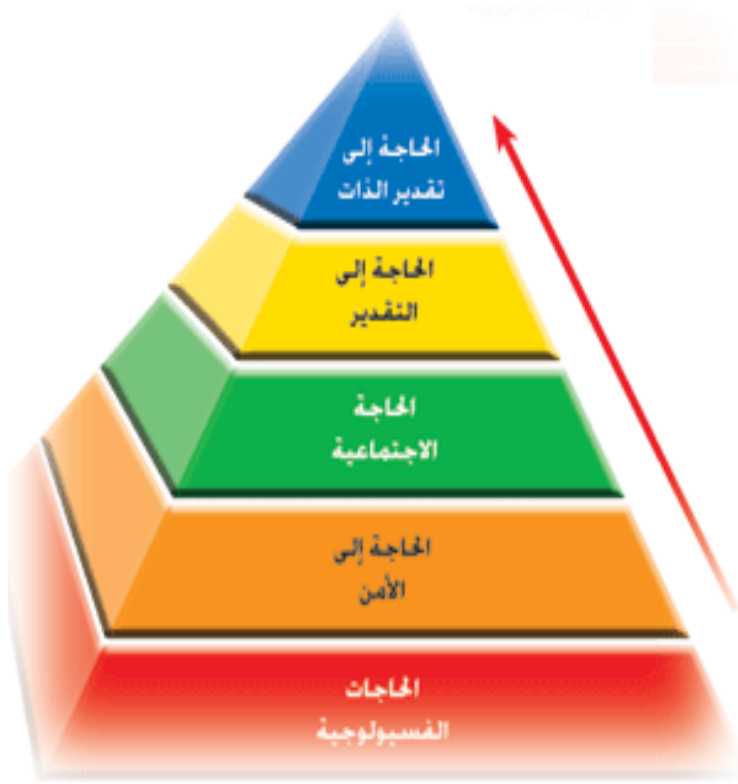 الحاجة إلى
تقدير الذات
الحاجة إلى
التقدير
الحاجة
الاجتماعية
الحاجة إلى
الأمن
الحاجات
الفسيولوجية